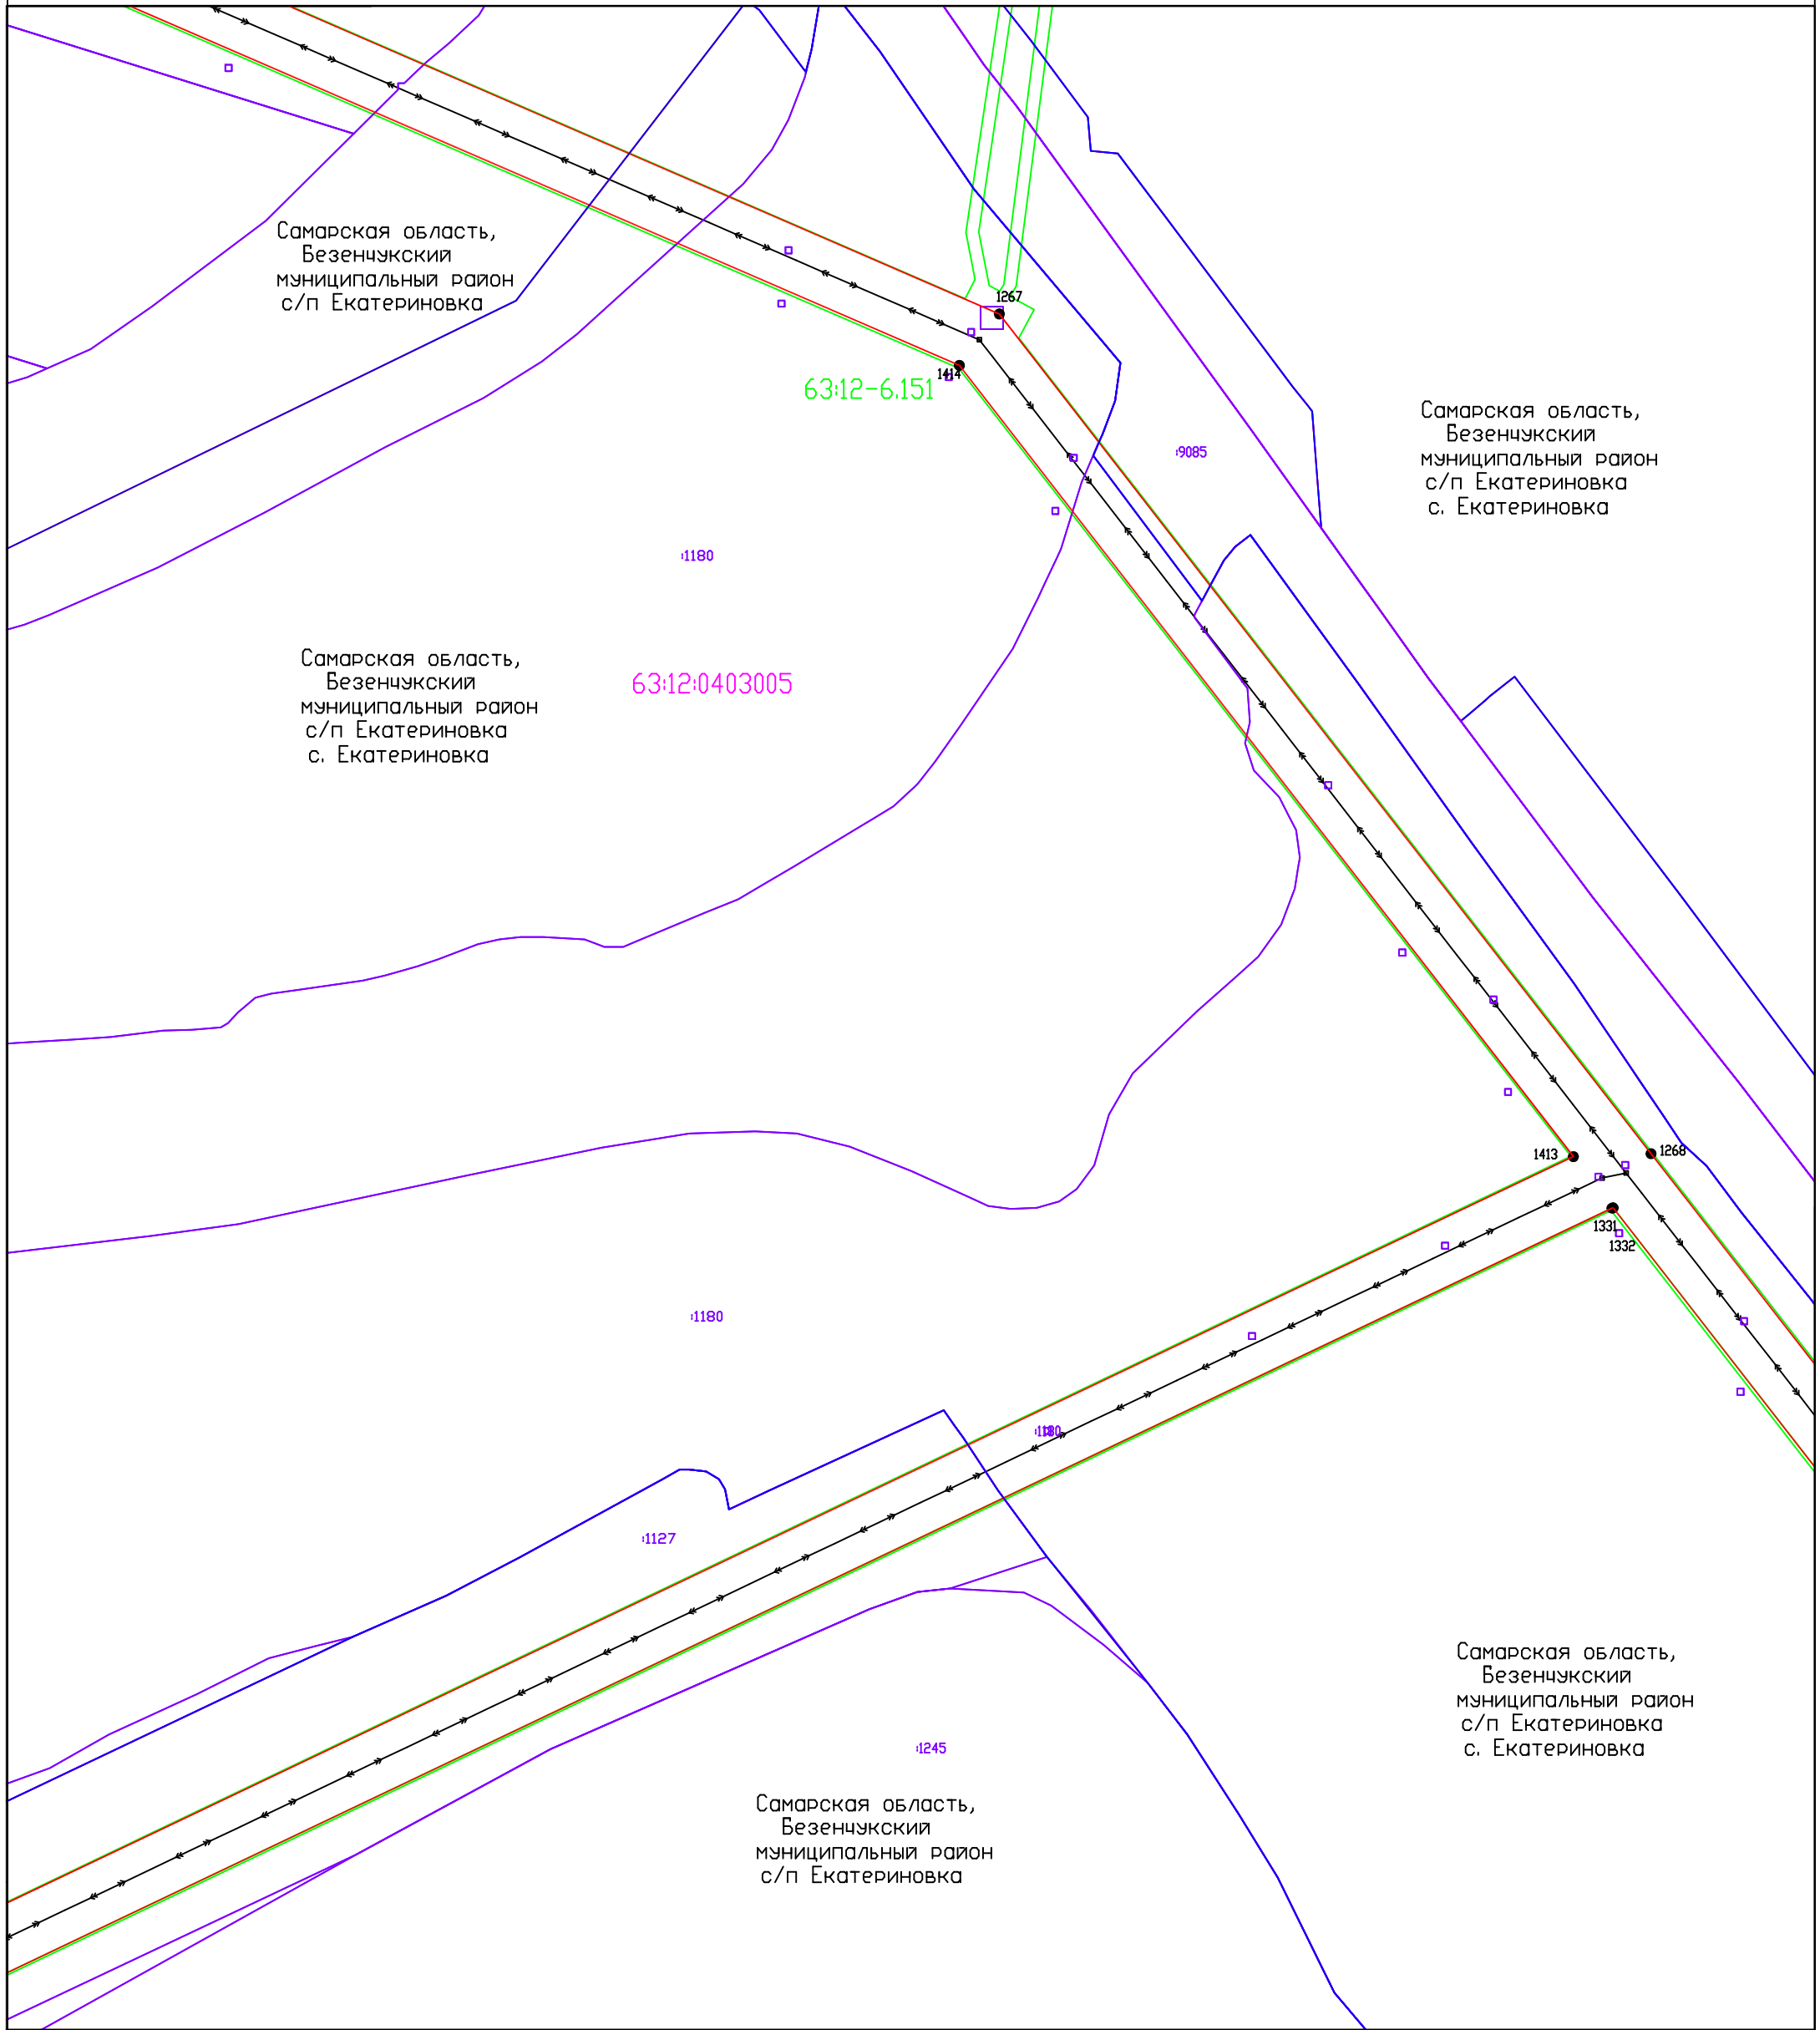 Самарская область,
Безенчукский
муниципальный район
с/п Екатериновка
1267
1414
63:12-6.151
Самарская область,
Безенчукский
муниципальный район
с/п Екатериновка
с. Екатериновка
:9085
:1180
Самарская область,
Безенчукский
муниципальный район
с/п Екатериновка
с. Екатериновка
63:12:0403005
1413
1268
1331
1332
:1180
:1180
:1127
Самарская область,
Безенчукский
муниципальный район
с/п Екатериновка
с. Екатериновка
:1245
Самарская область,
Безенчукский
муниципальный район
с/п Екатериновка